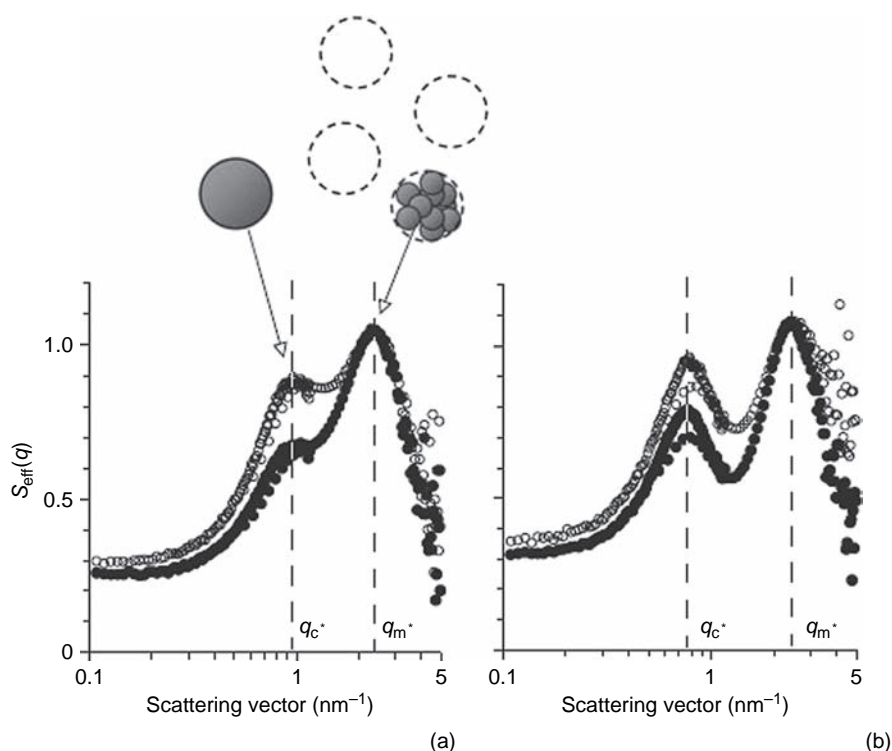 S_eff(q)
1.0
0.5
0
q_c* q_m*
q_c* q_m*
0.1 1 5
0.1 1 5
Scattering vector (nm⁻¹)
Scattering vector (nm⁻¹)
(a)
(b)